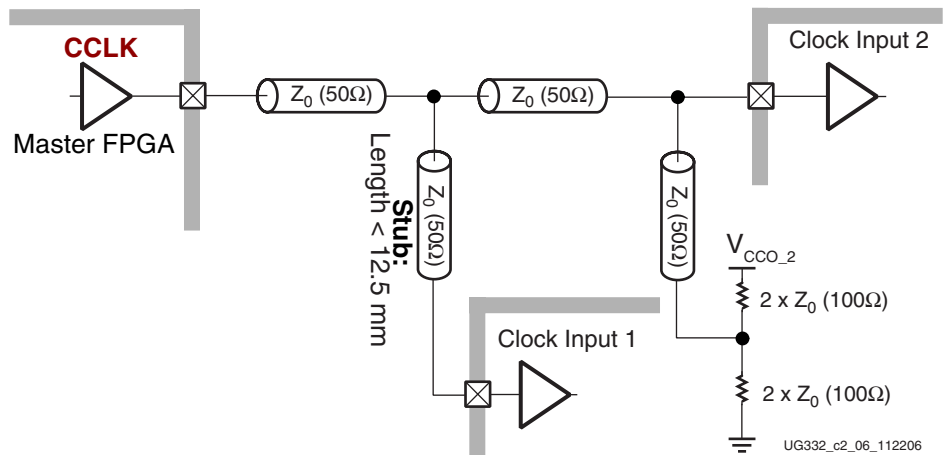 CCLK
Master FPGA
Z0 (50Ω)
Z0 (50Ω)
Clock Input 2
Z0 (50Ω)
Stub:
Length < 12.5 mm
Z0 (50Ω)
VCCO_2
2 x Z0 (100Ω)
Clock Input 1
2 x Z0 (100Ω)
UG332_c2_06_112206